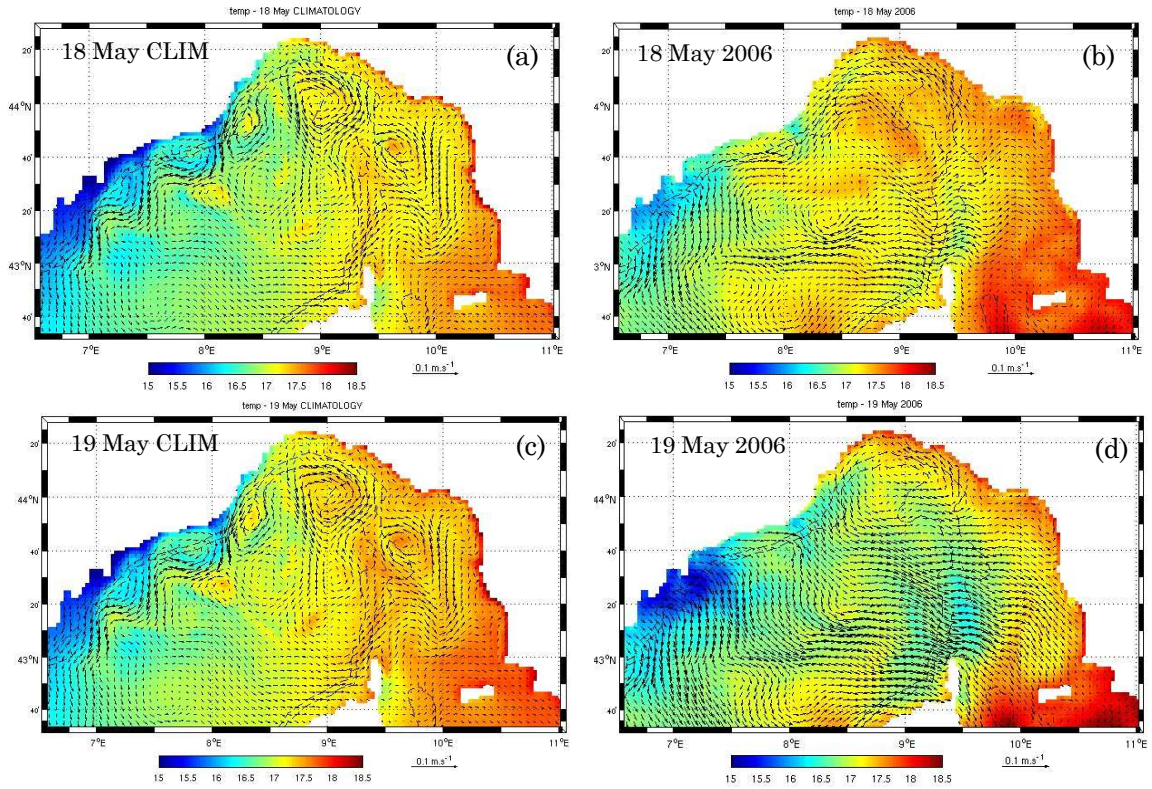 temp - 18 May CLIMATOLOGY
18 May CLIM
(a)
20'
44°N
40'
20'
43°N
40'
7°E
8°E
9°E
10°E
11°E
15 15.5 16 16.5 17 17.5 18 18.5
0.1 m.s⁻¹
temp - 18 May 2006
18 May 2006
(b)
20'
4°N
40'
20'
3°N
40'
7°E
8°E
9°E
10°E
11°E
15 15.5 16 16.5 17 17.5 18 18.5
0.1 m.s⁻¹
temp - 19 May CLIMATOLOGY
19 May CLIM
(c)
20'
44°N
40'
20'
43°N
40'
7°E
8°E
9°E
10°E
11°E
15 15.5 16 16.5 17 17.5 18 18.5
0.1 m.s⁻¹
temp - 19 May 2006
19 May 2006
(d)
20'
44°N
40'
20'
43°N
40'
7°E
8°E
9°E
10°E
11°E
15 15.5 16 16.5 17 17.5 18 18.5
0.1 m.s⁻¹